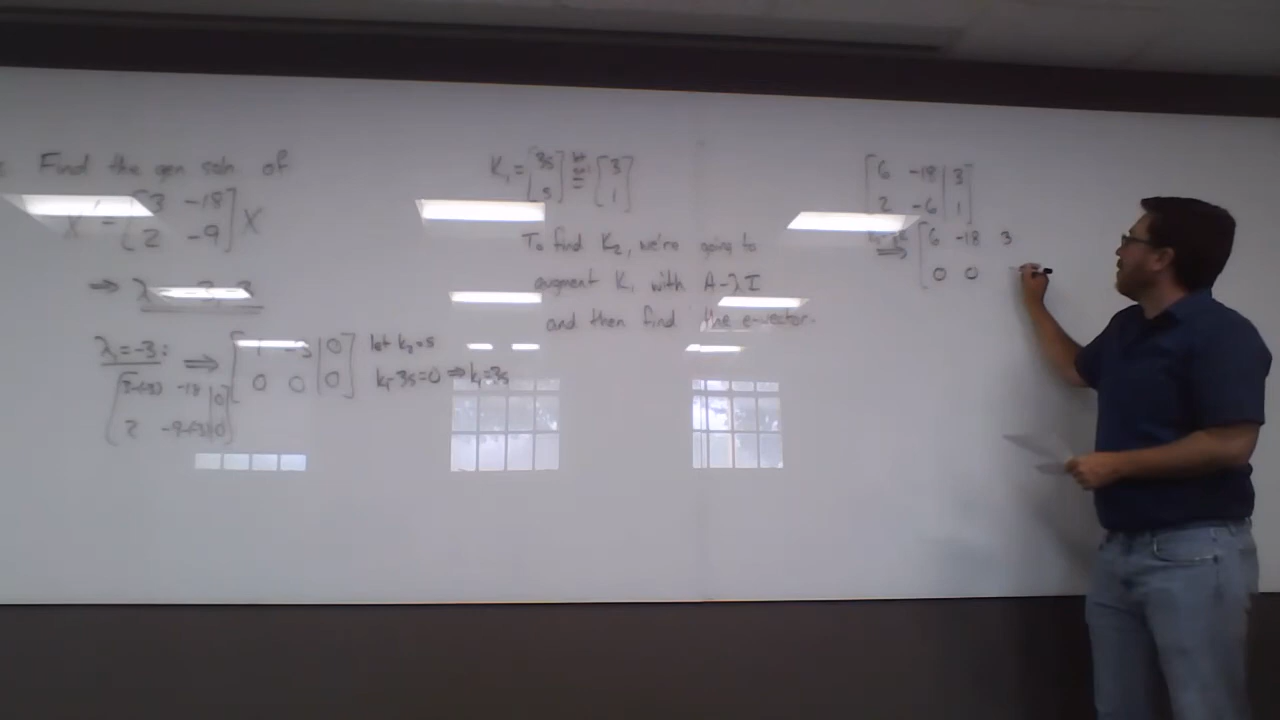 Find the gen soln of
X' = [3 -18] X
[2 -9]
⇒ λ = -3, -3
λ = -3: ⇒ [1 -3 | 0] let k₂=s
[0 0 | 0] k₁-3s=0 ⇒ k₁=3s
[3-(-3) -18 | 0]
[2 -9-(-3) | 0]
K₁ = [3s] = [3]
[s] [1]
To find K₂, we're going to
augment K₁ with A-λI
and then find the e-vector.
[6 -18 | 3]
[2 -6 | 1]
⇒ [6 -18 3
0 0